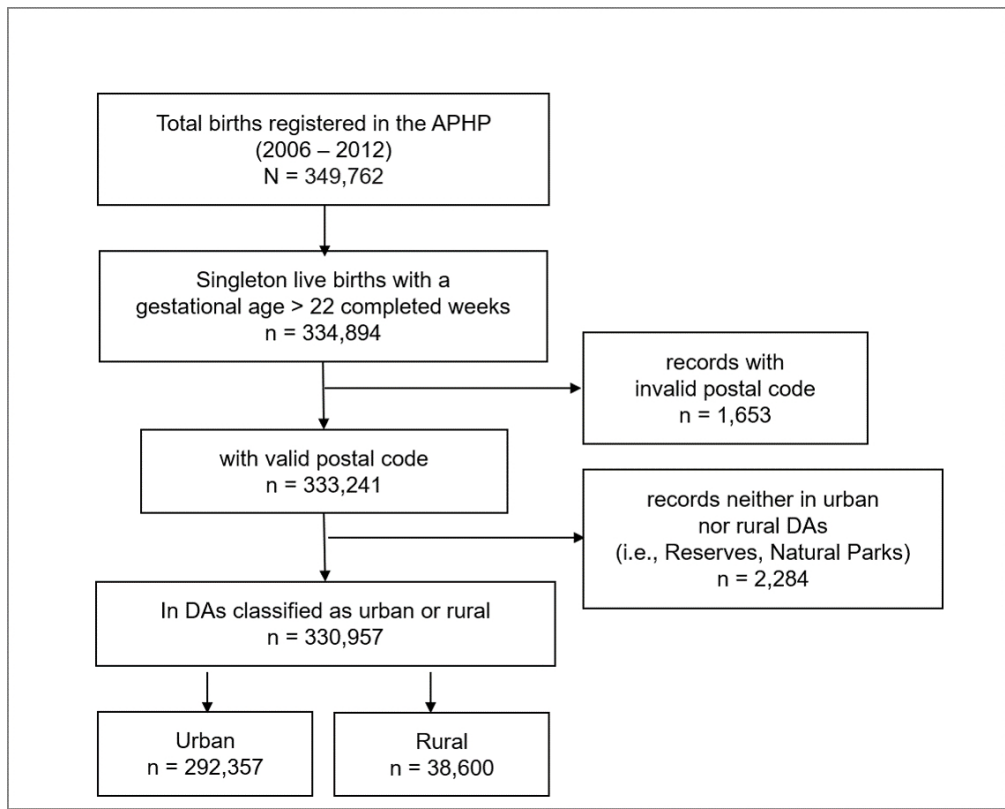 Total births registered in the APHP
(2006 – 2012)
N = 349,762
Singleton live births with a
gestational age > 22 completed weeks
n = 334,894
records with
invalid postal code
n = 1,653
with valid postal code
n = 333,241
records neither in urban
nor rural DAs
(i.e., Reserves, Natural Parks)
n = 2,284
In DAs classified as urban or rural
n = 330,957
Urban
n = 292,357
Rural
n = 38,600